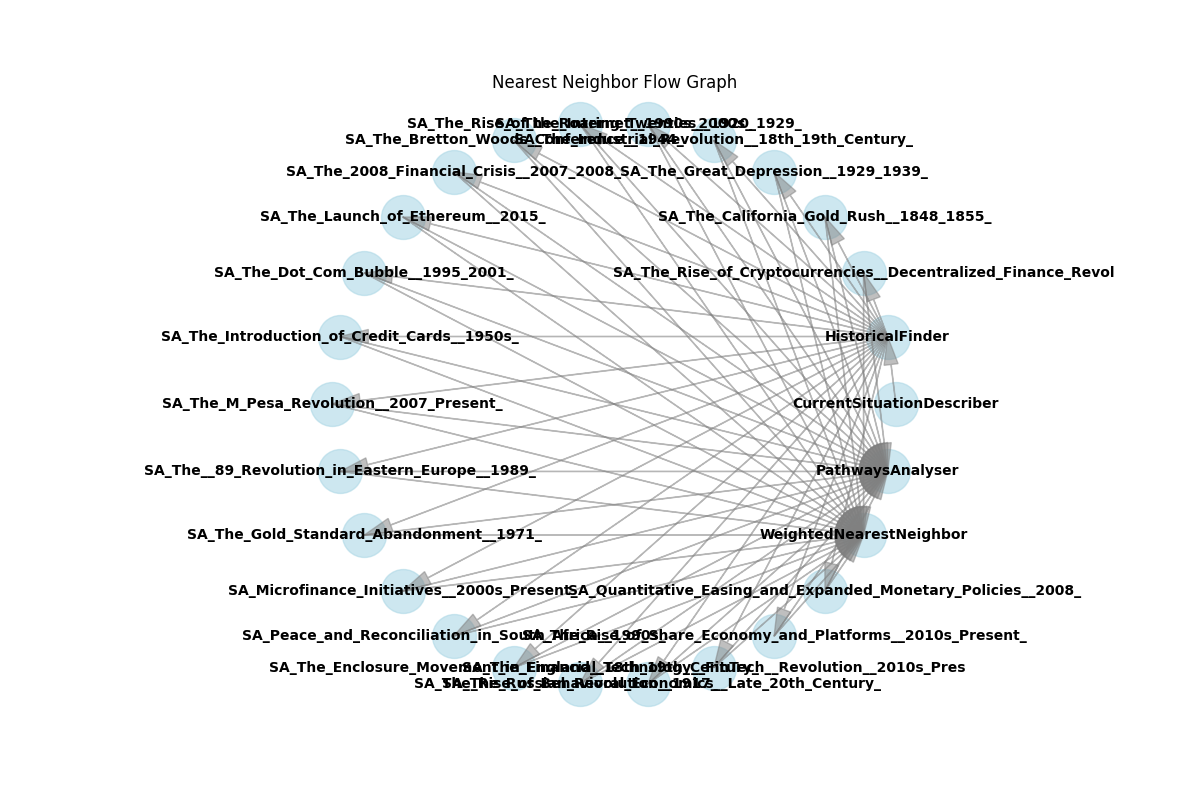 Nearest Neighbor Flow Graph
SA_The_Rise_of_the_Internet__1990s_2000s_
SA_The_Roaring_Twenties__1920_1929_
SA_The_Bretton_Woods_Conference__1944_
SA_The_Industrial_Revolution__18th_19th_Century_
SA_The_2008_Financial_Crisis__2007_2008_
SA_The_Great_Depression__1929_1939_
SA_The_Launch_of_Ethereum__2015_
SA_The_California_Gold_Rush__1848_1855_
SA_The_Dot_Com_Bubble__1995_2001_
SA_The_Rise_of_Cryptocurrencies__Decentralized_Finance_Revol
SA_The_Introduction_of_Credit_Cards__1950s_
HistoricalFinder
SA_The_M_Pesa_Revolution__2007_Present_
CurrentSituationDescriber
SA_The__89_Revolution_in_Eastern_Europe__1989_
PathwaysAnalyser
SA_The_Gold_Standard_Abandonment__1971_
WeightedNearestNeighbor
SA_Microfinance_Initiatives__2000s_Present_
SA_Quantitative_Easing_and_Expanded_Monetary_Policies__2008_
SA_Peace_and_Reconciliation_in_South_Africa__1990s_
SA_The_Rise_of_Share_Economy_and_Platforms__2010s_Present_
SA_The_Enclosure_Movement_in_England__18th_19th_Century_
SA_The_Financial_Technology__FinTech__Revolution__2010s_Pres
SA_The_Russian_Revolution__1917_
SA_The_Rise_of_Behavioral_Economics__Late_20th_Century_